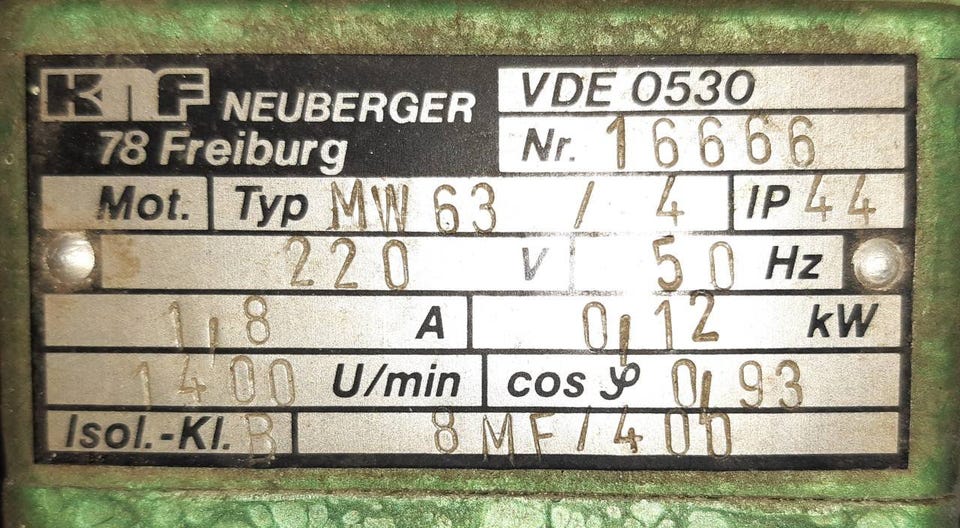 KNF NEUBERGER
78 Freiburg
VDE 0530
Nr. 16666
Mot. Typ MW 63 / 4 IP 44
220 V 50 Hz
1,8 A 0,12 kW
1400 U/min cos φ 0,93
Isol.-Kl. B 8 MF/400